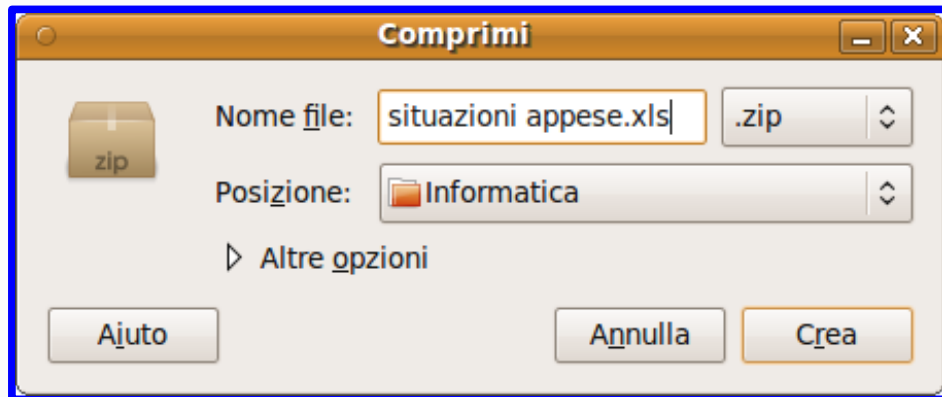 Comprimi
Nome file: situazioni appese.xls .zip
zip
Posizione: Informatica
Altre opzioni
Aiuto Annulla Crea